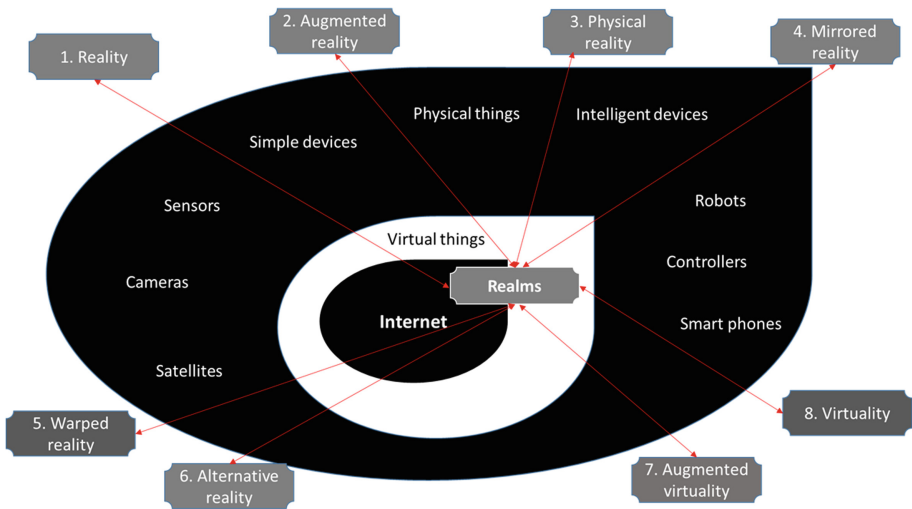 1. Reality
2. Augmented
reality
3. Physical
reality
4. Mirrored
reality
Physical things
Intelligent devices
Simple devices
Sensors
Robots
Virtual things
Controllers
Cameras
Realms
Internet
Smart phones
Satellites
5. Warped
reality
8. Virtuality
6. Alternative
reality
7. Augmented
virtuality